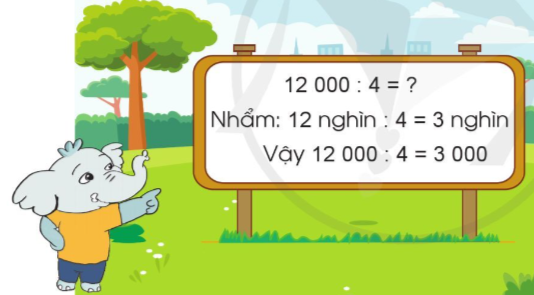 12 000 : 4 = ?
Nhẩm: 12 nghìn : 4 = 3 nghìn
Vậy 12 000 : 4 = 3 000